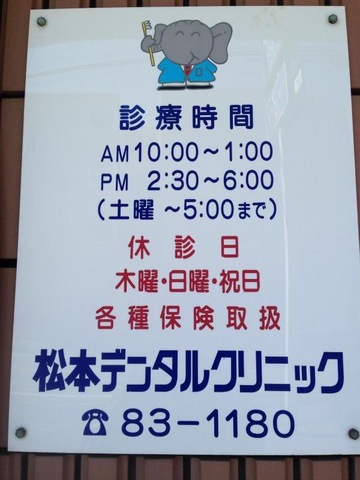 診療時間
AM10:00〜1:00
PM 2:30〜6:00
(土曜 〜5:00まで)
休診日
木曜・日曜・祝日
各種保険取扱
松本デンタルクリニック
☎83-1180